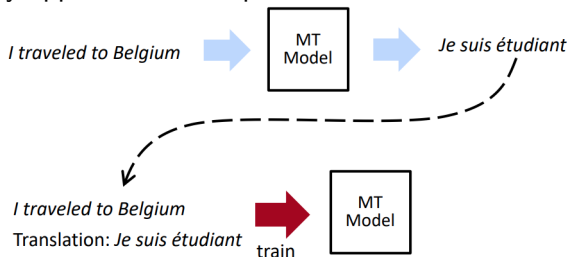 I traveled to Belgium
MT
Model
Je suis étudiant
I traveled to Belgium
Translation: Je suis étudiant
train
MT
Model